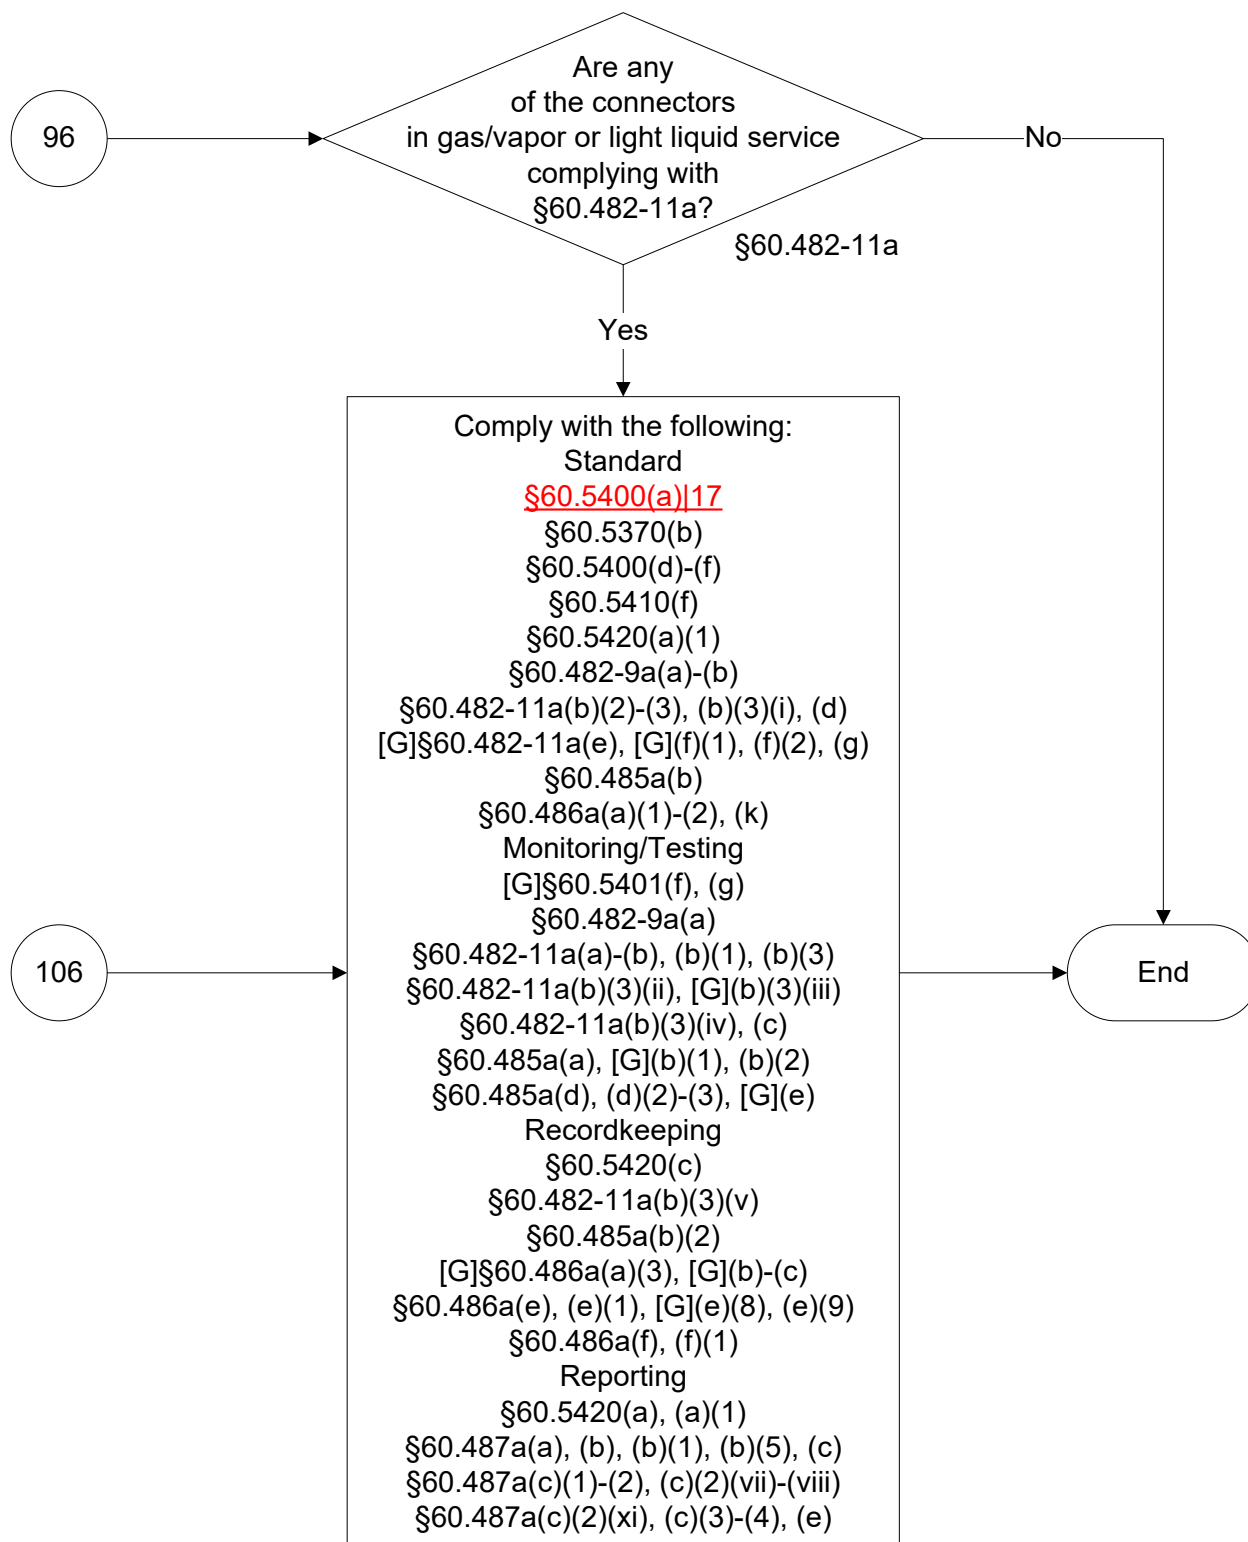 Are any
of the connectors
in gas/vapor or light liquid service
complying with
§60.482-11a?
96
No
§60.482-11a
Yes
Comply with the following:
Standard
§60.5400(a)|17
§60.5370(b)
§60.5400(d)-(f)
§60.5410(f)
§60.5420(a)(1)
§60.482-9a(a)-(b)
§60.482-11a(b)(2)-(3), (b)(3)(i), (d)
[G]§60.482-11a(e), [G](f)(1), (f)(2), (g)
§60.485a(b)
§60.486a(a)(1)-(2), (k)
Monitoring/Testing
[G]§60.5401(f), (g)
§60.482-9a(a)
§60.482-11a(a)-(b), (b)(1), (b)(3)
§60.482-11a(b)(3)(ii), [G](b)(3)(iii)
§60.482-11a(b)(3)(iv), (c)
§60.485a(a), [G](b)(1), (b)(2)
§60.485a(d), (d)(2)-(3), [G](e)
Recordkeeping
§60.5420(c)
§60.482-11a(b)(3)(v)
§60.485a(b)(2)
[G]§60.486a(a)(3), [G](b)-(c)
§60.486a(e), (e)(1), [G](e)(8), (e)(9)
§60.486a(f), (f)(1)
Reporting
§60.5420(a), (a)(1)
§60.487a(a), (b), (b)(1), (b)(5), (c)
§60.487a(c)(1)-(2), (c)(2)(vii)-(viii)
§60.487a(c)(2)(xi), (c)(3)-(4), (e)
106
End